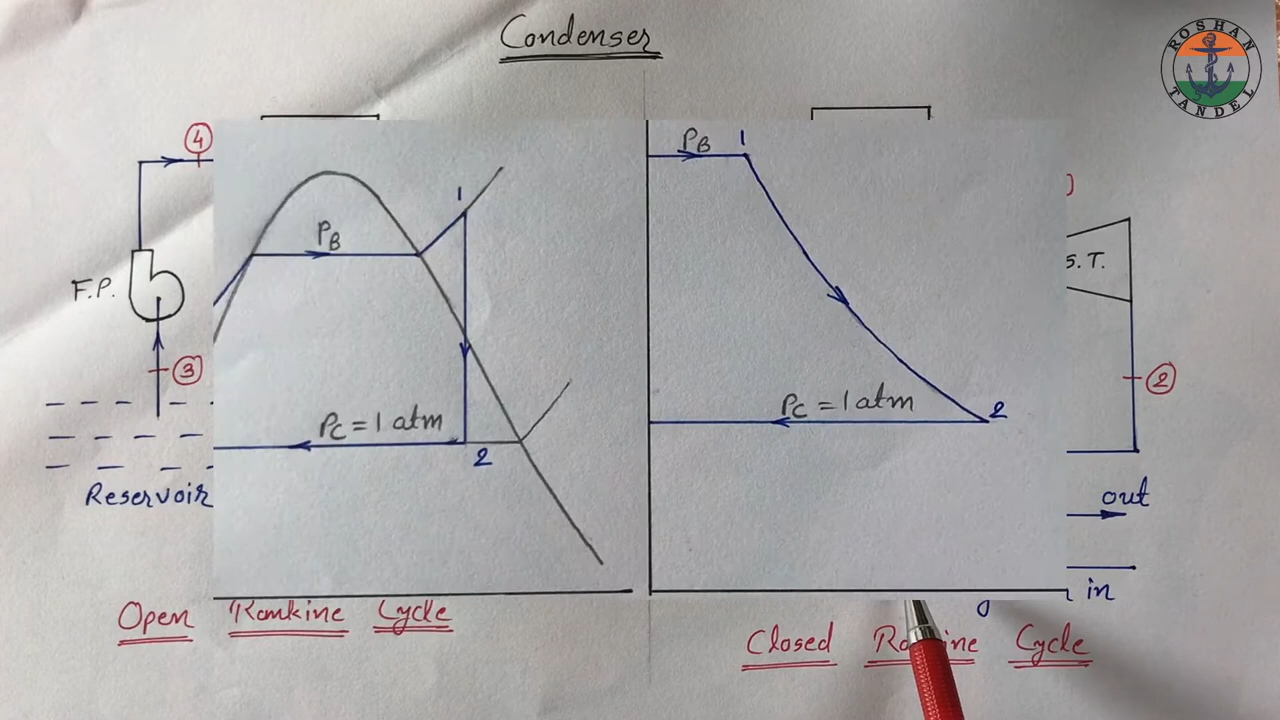 Condenser
ROSHAN
TANDEL
4
F.P.
3
Reservoir
PB
1
Pc = 1 atm
2
PB
1
Pc = 1 atm
2
S.T.
2
out
in
Open Rankine Cycle
Closed Cycle